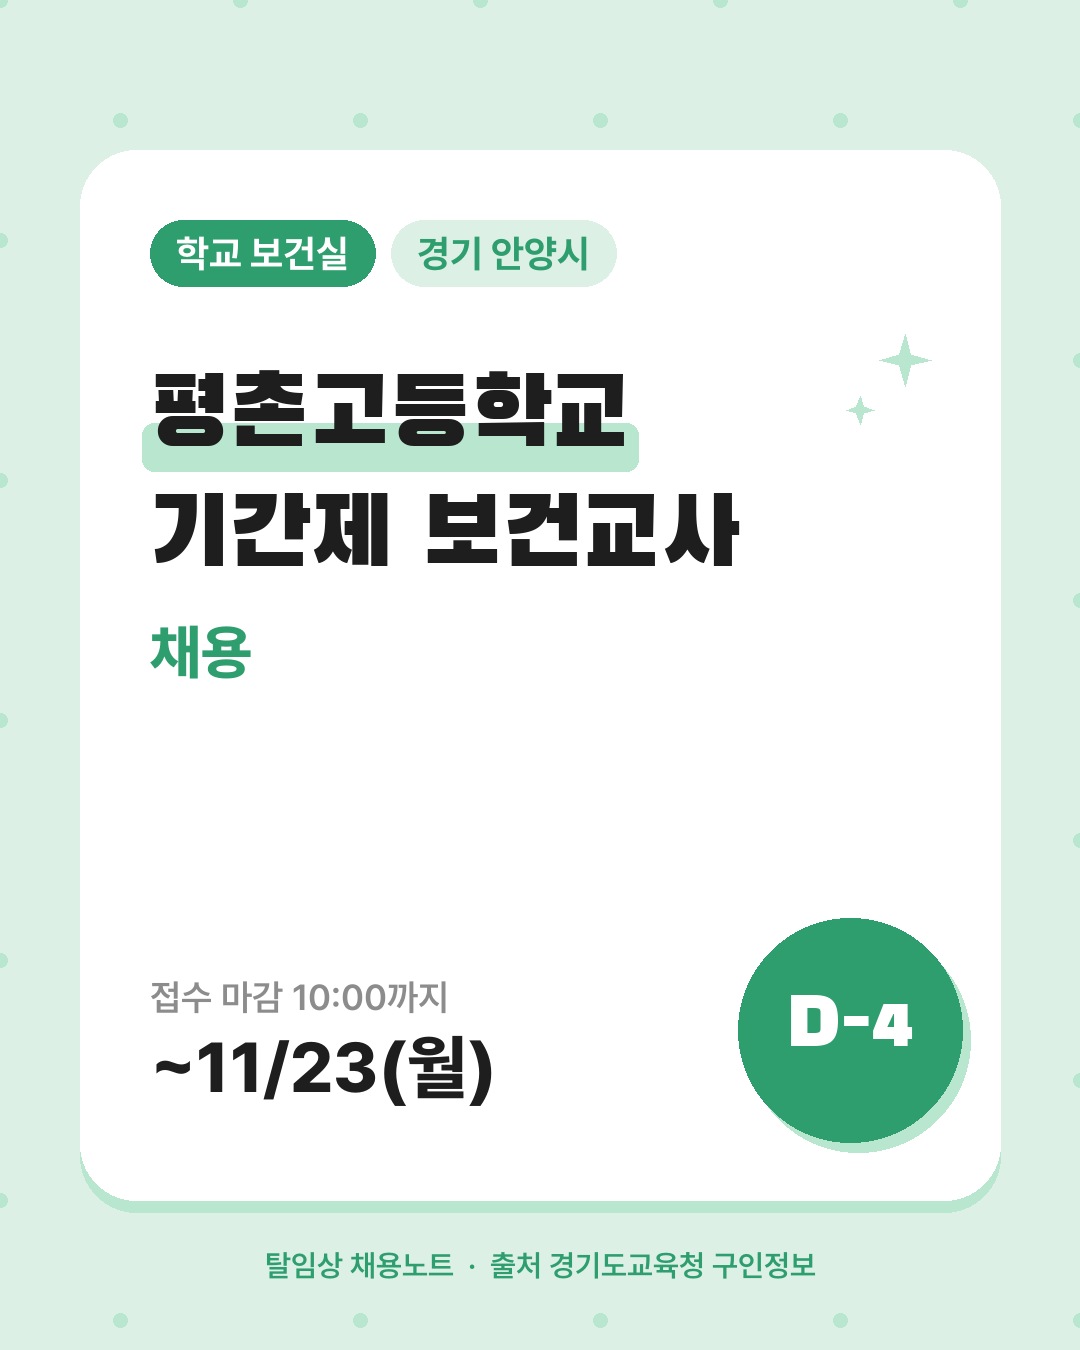 학교 보건실
경기 안양시
평촌고등학교
기간제 보건교사
채용
접수 마감 10:00까지
~11/23(월)
D-4
탈임상 채용노트 · 출처 경기도교육청 구인정보